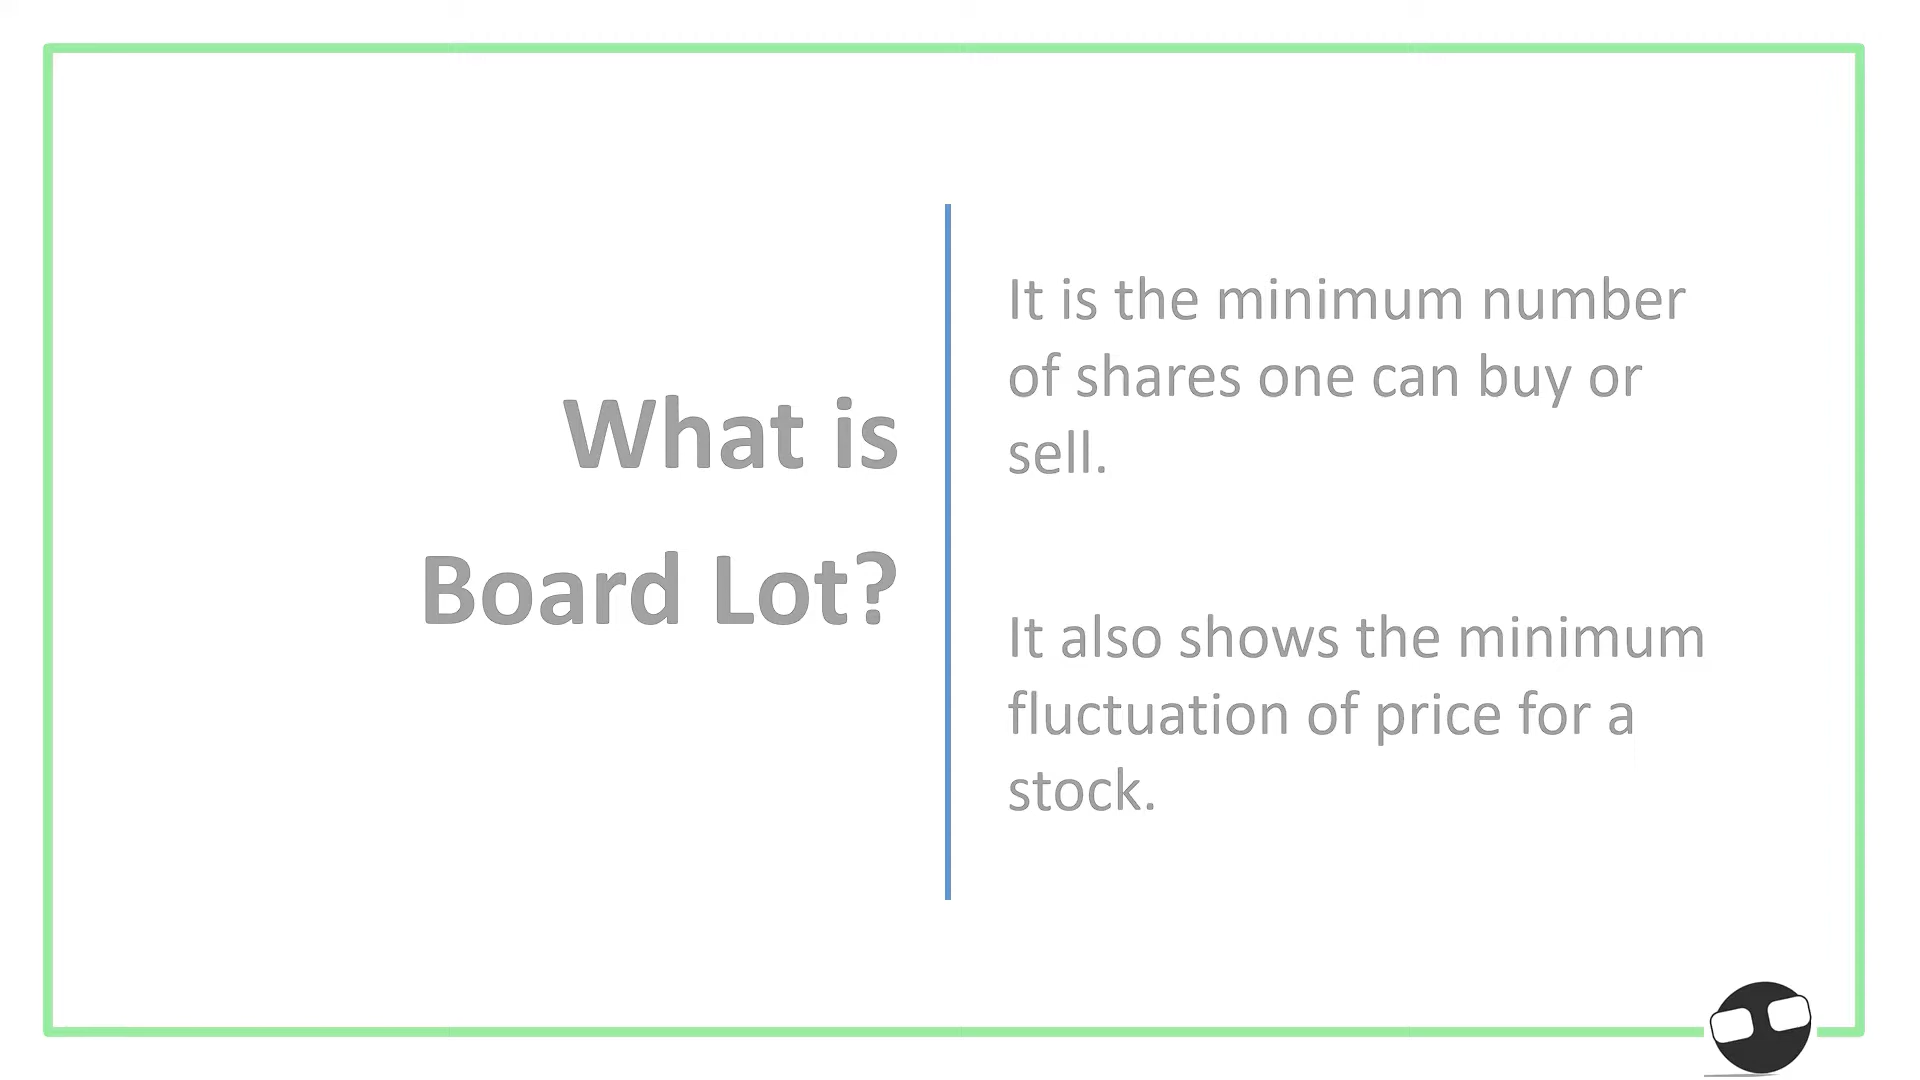 What is
Board Lot?
It is the minimum number
of shares one can buy or
sell.
It also shows the minimum
fluctuation of price for a
stock.